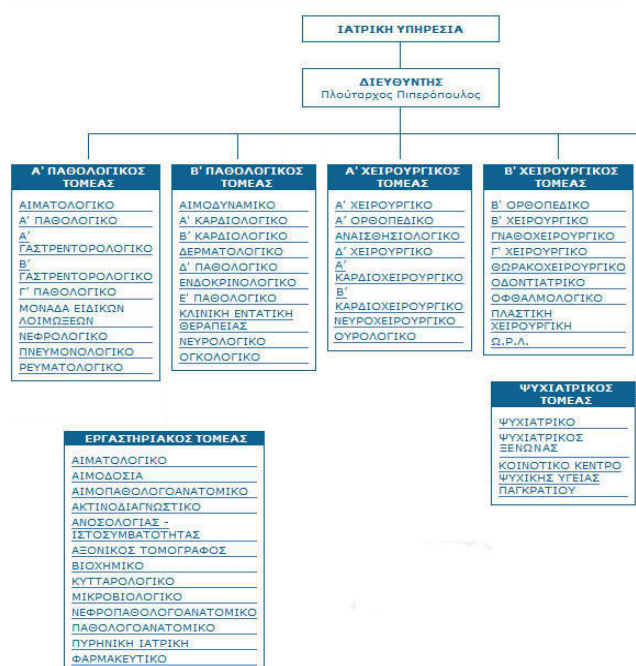 ΙΑΤΡΙΚΗ ΥΠΗΡΕΣΙΑ
ΔΙΕΥΘΥΝΤΗΣ
Πλούταρχος Πιπερόπουλος
Α' ΠΑΘΟΛΟΓΙΚΟΣ
ΤΟΜΕΑΣ
ΑΙΜΑΤΟΛΟΓΙΚΟ
Α' ΠΑΘΟΛΟΓΙΚΟ
Α'
ΓΑΣΤΡΕΝΤΟΡΟΛΟΓΙΚΟ
Β'
ΓΑΣΤΡΕΝΤΟΡΟΛΟΓΙΚΟ
Γ' ΠΑΘΟΛΟΓΙΚΟ
ΜΟΝΑΔΑ ΕΙΔΙΚΩΝ
ΛΟΙΜΩΞΕΩΝ
ΝΕΦΡΟΛΟΓΙΚΟ
ΠΝΕΥΜΟΝΟΛΟΓΙΚΟ
ΡΕΥΜΑΤΟΛΟΓΙΚΟ
Β' ΠΑΘΟΛΟΓΙΚΟΣ
ΤΟΜΕΑΣ
ΑΙΜΟΔΥΝΑΜΙΚΟ
Α' ΚΑΡΔΙΟΛΟΓΙΚΟ
Β' ΚΑΡΔΙΟΛΟΓΙΚΟ
ΔΕΡΜΑΤΟΛΟΓΙΚΟ
Δ' ΠΑΘΟΛΟΓΙΚΟ
ΕΝΔΟΚΡΙΝΟΛΟΓΙΚΟ
Ε' ΠΑΘΟΛΟΓΙΚΟ
ΚΛΙΝΙΚΗ ΕΝΤΑΤΙΚΗ
ΘΕΡΑΠΕΙΑΣ
ΝΕΥΡΟΛΟΓΙΚΟ
ΟΓΚΟΛΟΓΙΚΟ
Α' ΧΕΙΡΟΥΡΓΙΚΟΣ
ΤΟΜΕΑΣ
Α' ΧΕΙΡΟΥΡΓΙΚΟ
Α' ΟΡΘΟΠΕΔΙΚΟ
ΑΝΑΙΣΘΗΣΙΟΛΟΓΙΚΟ
Δ' ΧΕΙΡΟΥΡΓΙΚΟ
Α'
ΚΑΡΔΙΟΧΕΙΡΟΥΡΓΙΚΟ
Β'
ΚΑΡΔΙΟΧΕΙΡΟΥΡΓΙΚΟ
ΝΕΥΡΟΧΕΙΡΟΥΡΓΙΚΟ
ΟΥΡΟΛΟΓΙΚΟ
Β' ΧΕΙΡΟΥΡΓΙΚΟΣ
ΤΟΜΕΑΣ
Β' ΟΡΘΟΠΕΔΙΚΟ
Β' ΧΕΙΡΟΥΡΓΙΚΟ
ΓΝΑΘΟΧΕΙΡΟΥΡΓΙΚΟ
Γ' ΧΕΙΡΟΥΡΓΙΚΟ
ΘΩΡΑΚΟΧΕΙΡΟΥΡΓΙΚΟ
ΟΔΟΝΤΙΑΤΡΙΚΟ
ΟΦΘΑΛΜΟΛΟΓΙΚΟ
ΠΛΑΣΤΙΚΗ
ΧΕΙΡΟΥΡΓΙΚΗ
Ω.Ρ.Λ.
ΨΥΧΙΑΤΡΙΚΟΣ
ΤΟΜΕΑΣ
ΨΥΧΙΑΤΡΙΚΟ
ΨΥΧΙΑΤΡΙΚΟΣ
ΞΕΝΩΝΑΣ
ΚΟΙΝΟΤΙΚΟ ΚΕΝΤΡΟ
ΨΥΧΙΚΗΣ ΥΓΕΙΑΣ
ΠΑΓΚΡΑΤΙΟΥ
ΕΡΓΑΣΤΗΡΙΑΚΟΣ ΤΟΜΕΑΣ
ΑΙΜΑΤΟΛΟΓΙΚΟ
ΑΙΜΟΔΟΣΙΑ
ΑΙΜΟΠΑΘΟΛΟΓΟΑΝΑΤΟΜΙΚΟ
ΑΚΤΙΝΟΔΙΑΓΝΩΣΤΙΚΟ
ΑΝΟΣΟΛΟΓΙΑΣ -
ΙΣΤΟΣΥΜΒΑΤΟΤΗΤΑΣ
ΑΞΟΝΙΚΟΣ ΤΟΜΟΓΡΑΦΟΣ
ΒΙΟΧΗΜΙΚΟ
ΚΥΤΤΑΡΟΛΟΓΙΚΟ
ΜΙΚΡΟΒΙΟΛΟΓΙΚΟ
ΝΕΦΡΟΠΑΘΟΛΟΓΟΑΝΑΤΟΜΙΚΟ
ΠΑΘΟΛΟΓΟΑΝΑΤΟΜΙΚΟ
ΠΥΡΗΝΙΚΗ ΙΑΤΡΙΚΗ
ΦΑΡΜΑΚΕΥΤΙΚΟ